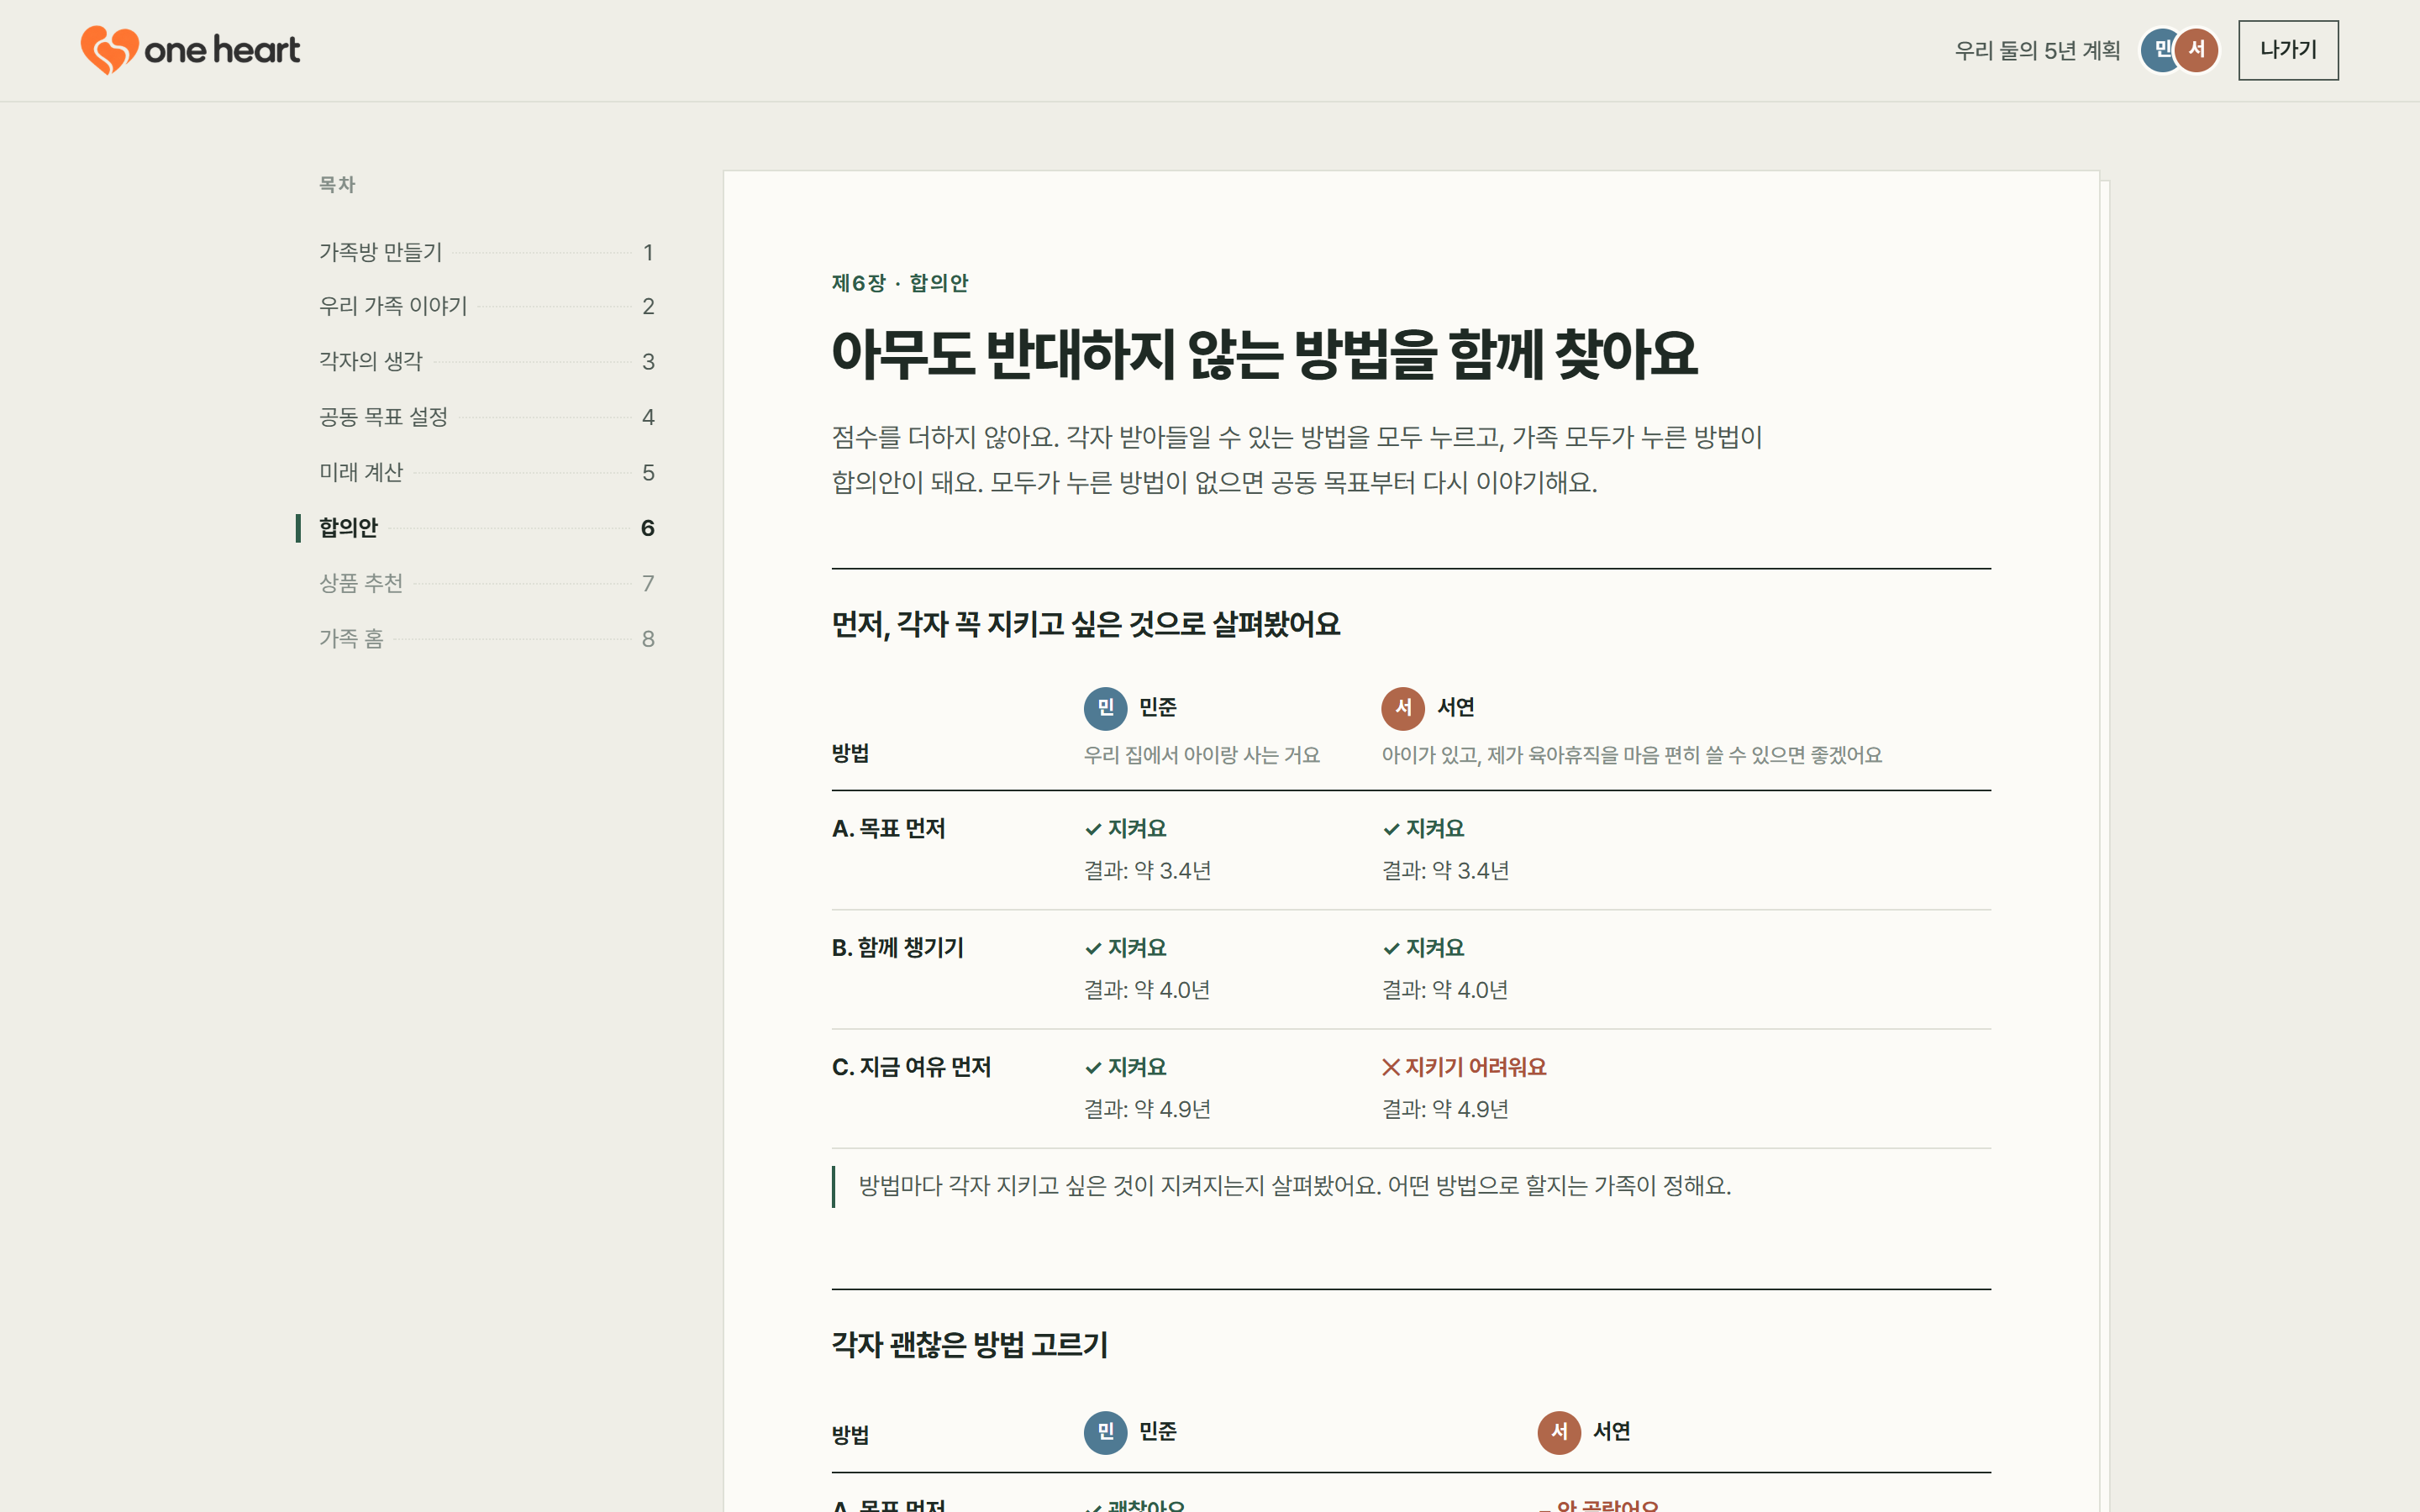 one heart
우리 둘의 5년 계획
민
서
나가기
목차
가족방 만들기 1
우리 가족 이야기 2
각자의 생각 3
공동 목표 설정 4
미래 계산 5
합의안 6
상품 추천 7
가족 홈 8
제6장 · 합의안
아무도 반대하지 않는 방법을 함께 찾아요
점수를 더하지 않아요. 각자 받아들일 수 있는 방법을 모두 누르고, 가족 모두가 누른 방법이
합의안이 돼요. 모두가 누른 방법이 없으면 공동 목표부터 다시 이야기해요.
먼저, 각자 꼭 지키고 싶은 것으로 살펴봤어요
민 민준 서 서연
방법 우리 집에서 아이랑 사는 거요 아이가 있고, 제가 육아휴직을 마음 편히 쓸 수 있으면 좋겠어요
A. 목표 먼저 ✓ 지켜요 ✓ 지켜요
결과: 약 3.4년 결과: 약 3.4년
B. 함께 챙기기 ✓ 지켜요 ✓ 지켜요
결과: 약 4.0년 결과: 약 4.0년
C. 지금 여유 먼저 ✓ 지켜요 ✕ 지키기 어려워요
결과: 약 4.9년 결과: 약 4.9년
방법마다 각자 지키고 싶은 것이 지켜지는지 살펴봤어요. 어떤 방법으로 할지는 가족이 정해요.
각자 괜찮은 방법 고르기
방법 민 민준 서 서연
A. 목표 먼저 ✓ 괜찮아요 – 안 골랐어요